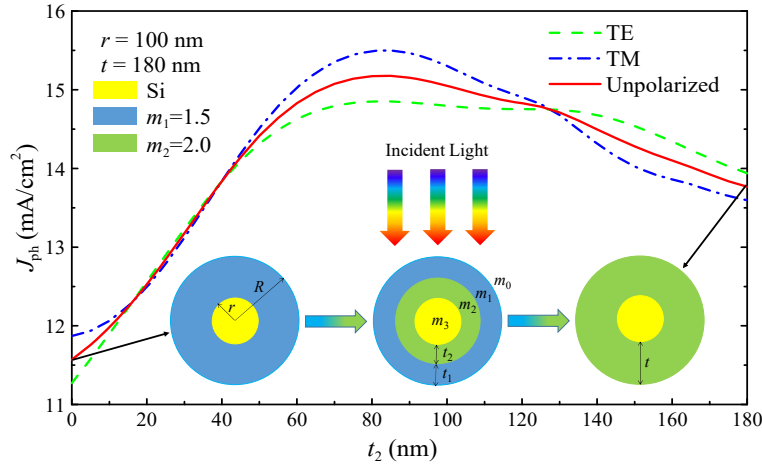 16
15
14
13
12
11
J_ph (mA/cm²)
r = 100 nm
t = 180 nm
Si
m₁=1.5
m₂=2.0
TE
TM
Unpolarized
Incident Light
r
R
m₀
m₁
m₂
m₃
t₂
t₁
t
0 20 40 60 80 100 120 140 160 180
t₂ (nm)